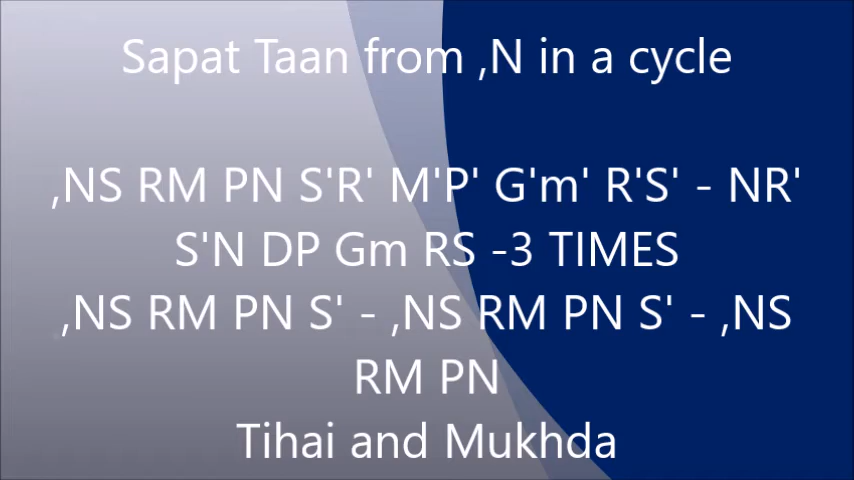 Sapat Taan from ,N in a cycle
,NS RM PN S'R' M'P' G'm' R'S' - NR'
S'N DP Gm RS -3 TIMES
,NS RM PN S' - ,NS RM PN S' - ,NS
RM PN
Tihai and Mukhda